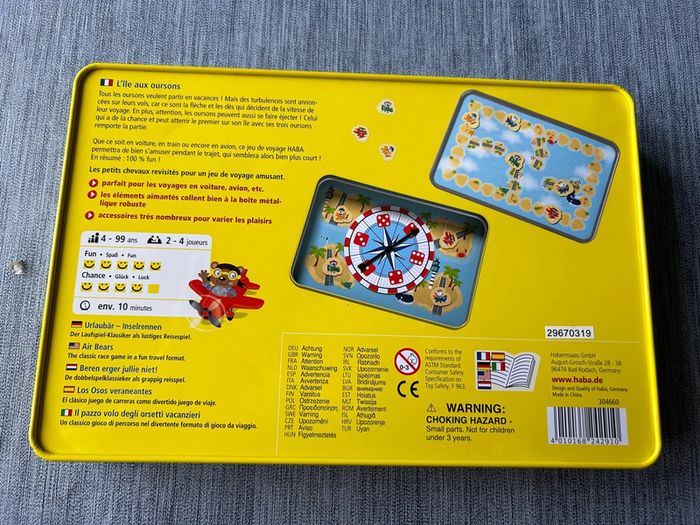 L'île aux oursons
Tous les oursons veulent partir en vacances ! Mais des turbulences sont annon-
cées sur leurs vols, car ce sont la flèche et les dés qui décident de la vitesse de
leur voyage. En plus, attention, les oursons peuvent aussi se faire éjecter ! Celui
qui a de la chance et peut atterrir le premier sur son île avec ses trois oursons
remporte la partie.
Que ce soit en voiture, en train ou encore en avion, ce jeu de voyage HABA
permettra de bien s'amuser pendant le trajet, qui semblera alors bien plus court !
En résumé : 100 % fun !
Les petits chevaux revisités pour un jeu de voyage amusant.
parfait pour les voyages en voiture, avion, etc.
les éléments aimantés collent bien à la boîte métal-
lique robuste
accessoires très nombreux pour varier les plaisirs
4 - 99 ans 2 - 4 joueurs
Fun • Spaß • Fun
Chance • Glück • Luck
env. 10 minutes
Urlaubär – Inselrennen
Der Laufspiel-Klassiker als lustiges Reisespiel.
Air Bears
The classic race game in a fun travel format.
Beren erger jullie niet!
De dobbelspelklassieker als grappig reisspel.
Los Osos veraneantes
El clásico juego de carreras como divertido juego de viaje.
Il pazzo volo degli orsetti vacanzieri
Un classico gioco di percorso nel divertente formato di gioco da viaggio.
DEU Achtung
GBR Warning
FRA Attention
NLD Waarschuwing
ESP Advertencia
ITA Avvertenza
DNK Advarsel
FIN Varoitus
POL Ostrzeżenie
GRC Προειδοποίηση
SWE Varning
CZE Upozornění
PRT Aviso
HUN Figyelmeztetés
NOR Advarsel
SVN Opozorilo
IRL Rabhadh
EST Hoiatus
MLT Twissija
ROM Avertisment
ISL Athugið
HRV Upozorenje
TUR Uyarı
0-3
CE
Conforms to the
requirements of
ASTM Standard
Consumer Safety
Specification on
Toy Safety, F 963.
WARNING:
CHOKING HAZARD -
Small parts. Not for children
under 3 years.
29670319
Habermaass GmbH
August-Grosch-Straße 28 - 38
96476 Bad Rodach, Germany
www.haba.de
Design and Quality of Haba, Germany
Made in China
304660
4 010168 242910